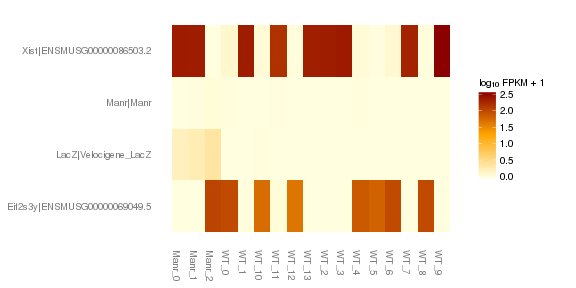 Xist|ENSMUSG00000086503.2
Manr|Manr
LacZ|Velocigene_LacZ
Eif2s3y|ENSMUSG00000069049.5
log₁₀ FPKM + 1
2.5
2.0
1.5
1.0
0.5
0.0
Manr_0
Manr_1
Manr_2
WT_0
WT_1
WT_10
WT_11
WT_12
WT_13
WT_2
WT_3
WT_4
WT_5
WT_6
WT_7
WT_8
WT_9